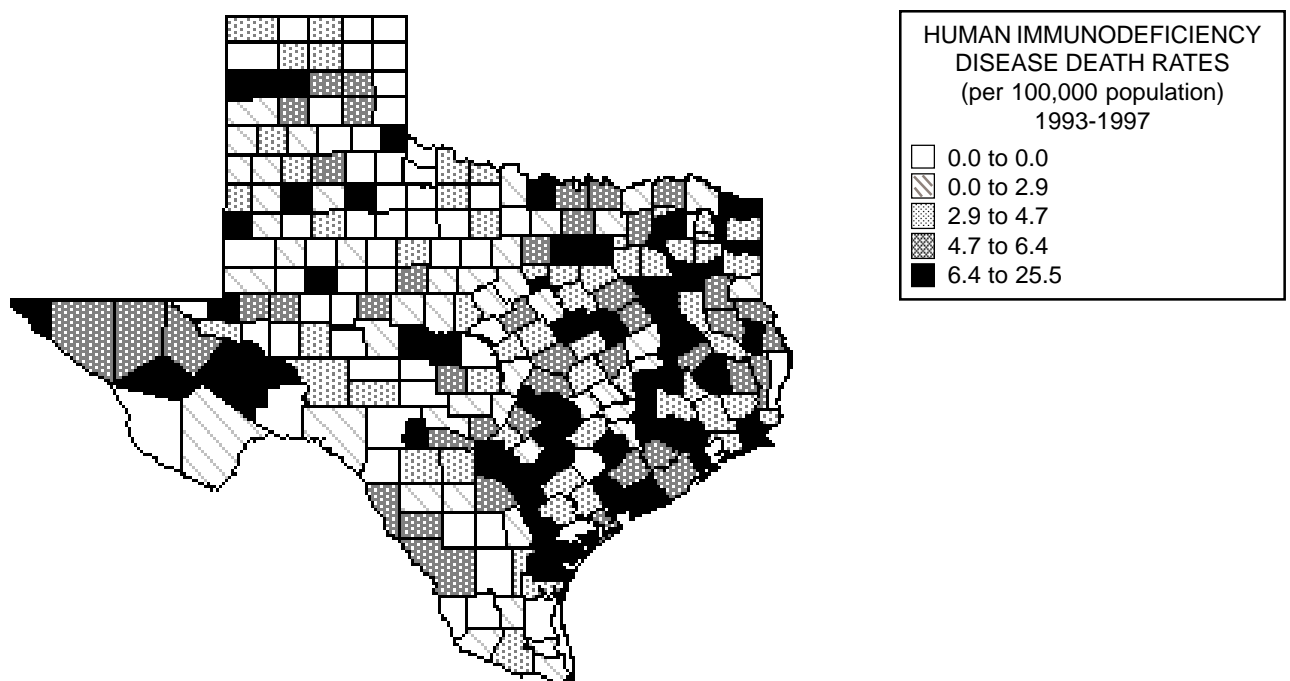 HUMAN IMMUNODEFICIENCY
DISEASE DEATH RATES
(per 100,000 population)
1993-1997
0.0 to 0.0
0.0 to 2.9
2.9 to 4.7
4.7 to 6.4
6.4 to 25.5